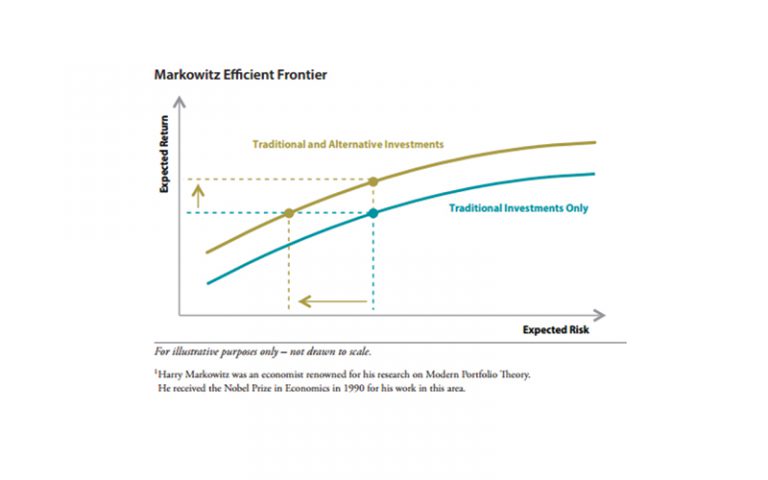 Markowitz Efficient Frontier
Expected Return
Traditional and Alternative Investments
Traditional Investments Only
Expected Risk
For illustrative purposes only – not drawn to scale.
¹Harry Markowitz was an economist renowned for his research on Modern Portfolio Theory.
He received the Nobel Prize in Economics in 1990 for his work in this area.